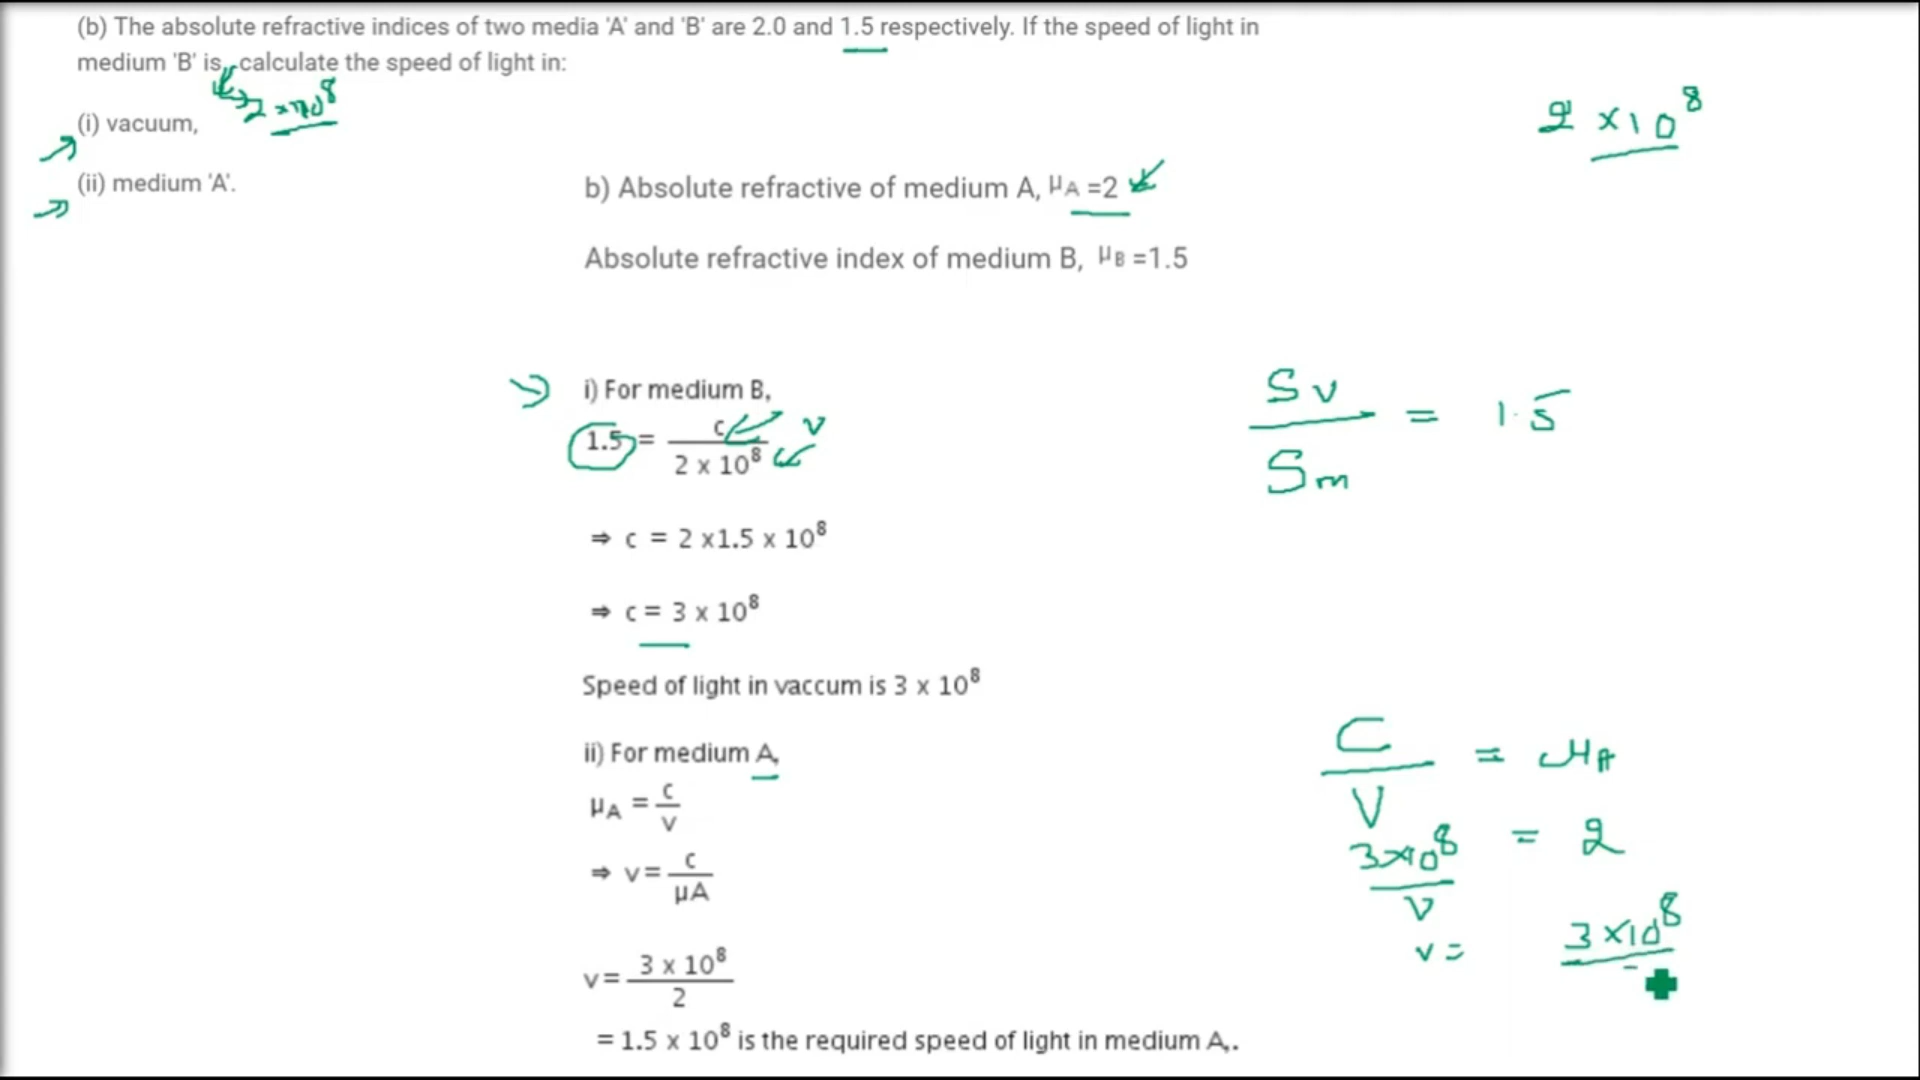 (b) The absolute refractive indices of two media 'A' and 'B' are 2.0 and 1.5 respectively. If the speed of light in
medium 'B' is, calculate the speed of light in:
2 × 10⁸
(i) vacuum,
(ii) medium 'A'.
2 × 10⁸
b) Absolute refractive of medium A, μA =2
Absolute refractive index of medium B, μB =1.5
i) For medium B,
1.5 = c / 2 x 10⁸
v
⇒ c = 2 x1.5 x 10⁸
⇒ c = 3 x 10⁸
Speed of light in vaccum is 3 x 10⁸
ii) For medium A,
μA = c / v
⇒ v = c / μA
v = 3 x 10⁸ / 2
= 1.5 x 10⁸ is the required speed of light in medium A,.
Sv / Sm = 1.5
C / V = μA
3×10⁸ / v = 2
v = 3×10⁸